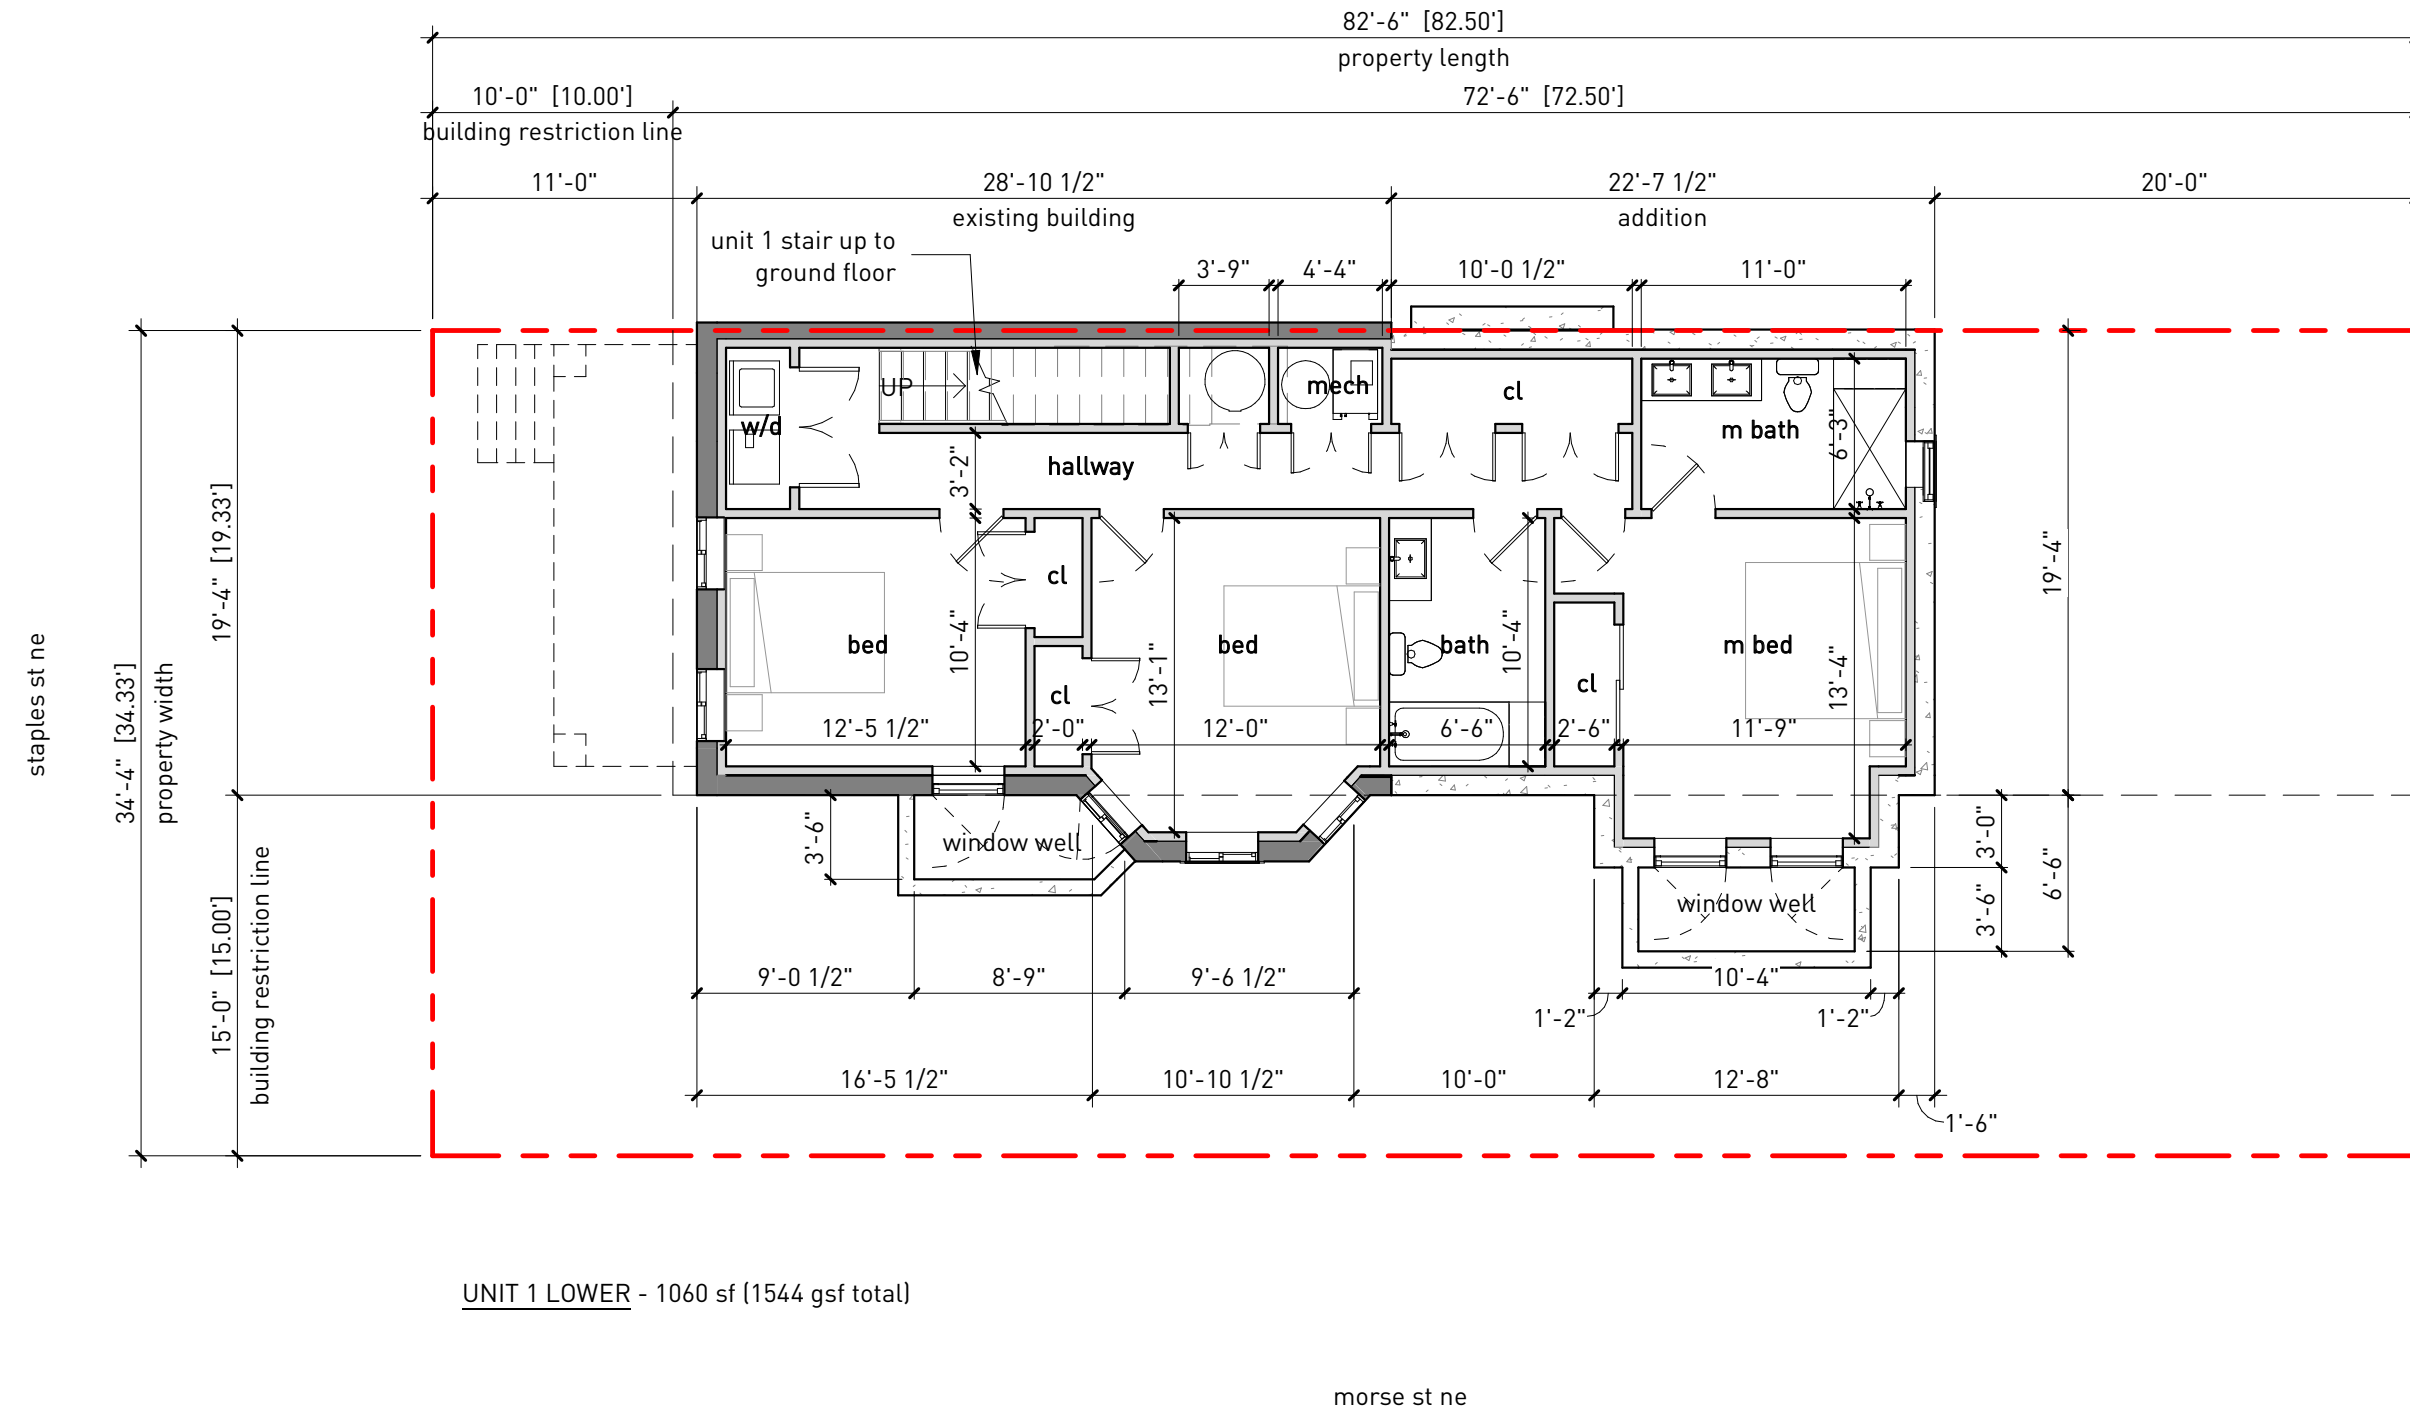 82'-6" [82.50']
property length
10'-0" [10.00']
72'-6" [72.50']
building restriction line
11'-0"
28'-10 1/2"
22'-7 1/2"
20'-0"
existing building
addition
unit 1 stair up to
ground floor
3'-9"
4'-4"
10'-0 1/2"
11'-0"
UP
mech
cl
w/d
m bath
6'-3"
hallway
3'-2"
19'-4" [19.33']
19'-4"
cl
bed
10'-4"
13'-1"
bed
bath
10'-4"
m bed
13'-4"
cl
cl
12'-5 1/2"
2'-0"
12'-0"
6'-6"
2'-6"
11'-9"
staples st ne
34'-4" [34.33']
property width
3'-6"
window well
3'-0"
6'-6"
window well
3'-6"
15'-0" [15.00']
building restriction line
9'-0 1/2"
8'-9"
9'-6 1/2"
10'-4"
1'-2"
1'-2"
16'-5 1/2"
10'-10 1/2"
10'-0"
12'-8"
1'-6"
UNIT 1 LOWER - 1060 sf (1544 gsf total)
morse st ne